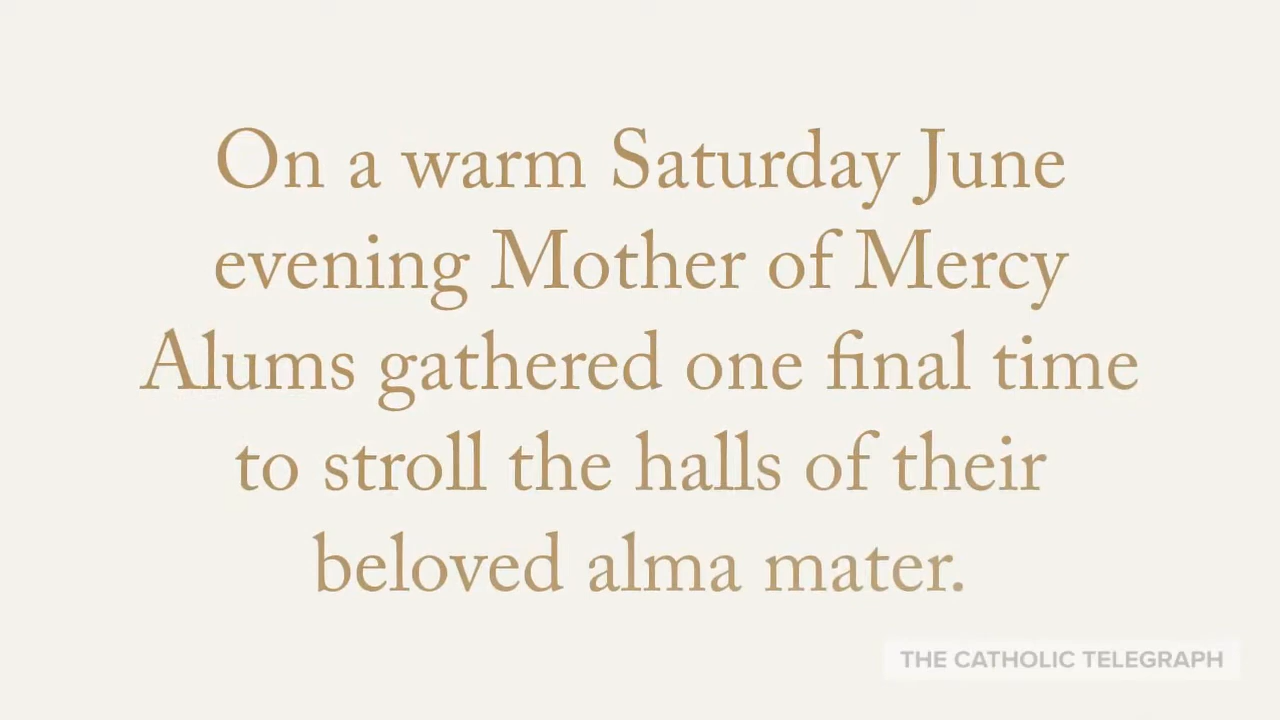 On a warm Saturday June
evening Mother of Mercy
Alums gathered one final time
to stroll the halls of their
beloved alma mater.
THE CATHOLIC TELEGRAPH